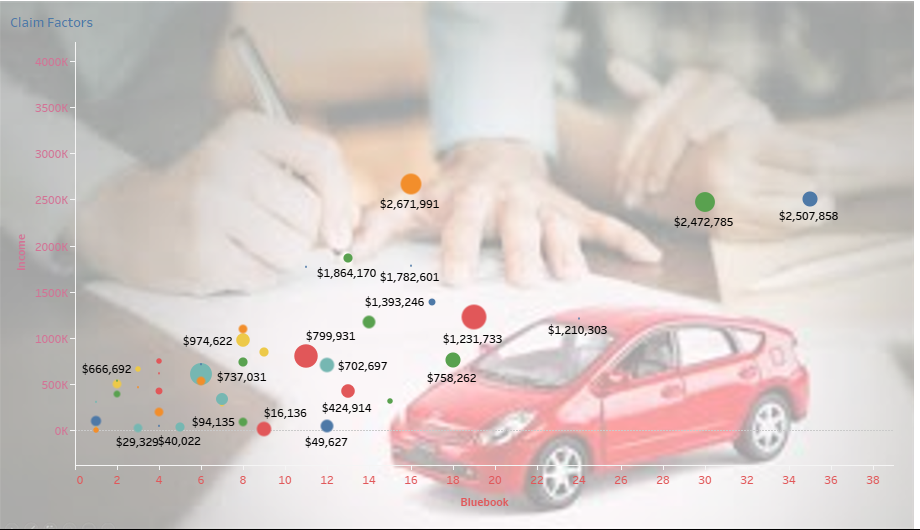 Claim Factors
4000K
3500K
3000K
2500K
2000K
1500K
1000K
500K
0K
Income
$2,671,991
$2,472,785
$2,507,858
$1,864,170
$1,782,601
$1,393,246
$1,231,733
$1,210,303
$974,622
$799,931
$666,692
$737,031
$702,697
$758,262
$424,914
$94,135
$16,136
$29,329
$40,022
$49,627
0 2 4 6 8 10 12 14 16 18 20 22 24 26 28 30 32 34 36 38
Bluebook